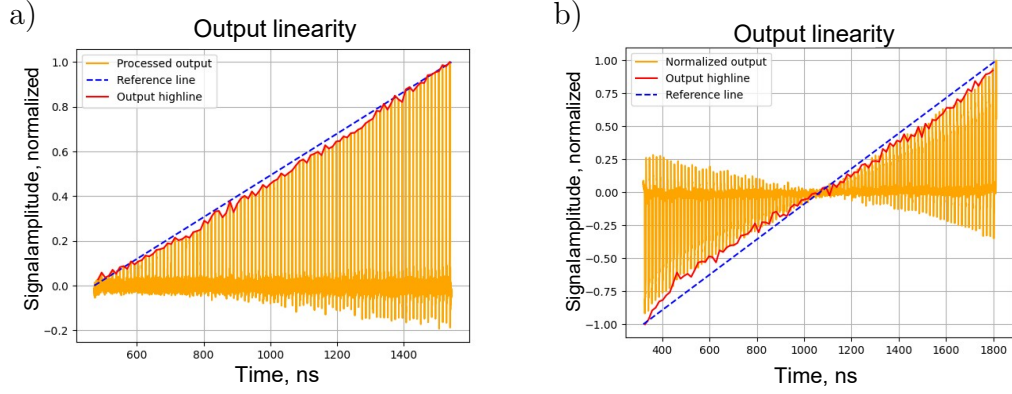 a)
Output linearity
Processed output
Reference line
Output highline
Signalamplitude, normalized
1.0
0.8
0.6
0.4
0.2
0.0
−0.2
600
800
1000
1200
1400
Time, ns
b)
Output linearity
Normalized output
Output highline
Reference line
Signalamplitude, normalized
1.00
0.75
0.50
0.25
0.00
−0.25
−0.50
−0.75
−1.00
400
600
800
1000
1200
1400
1600
1800
Time, ns